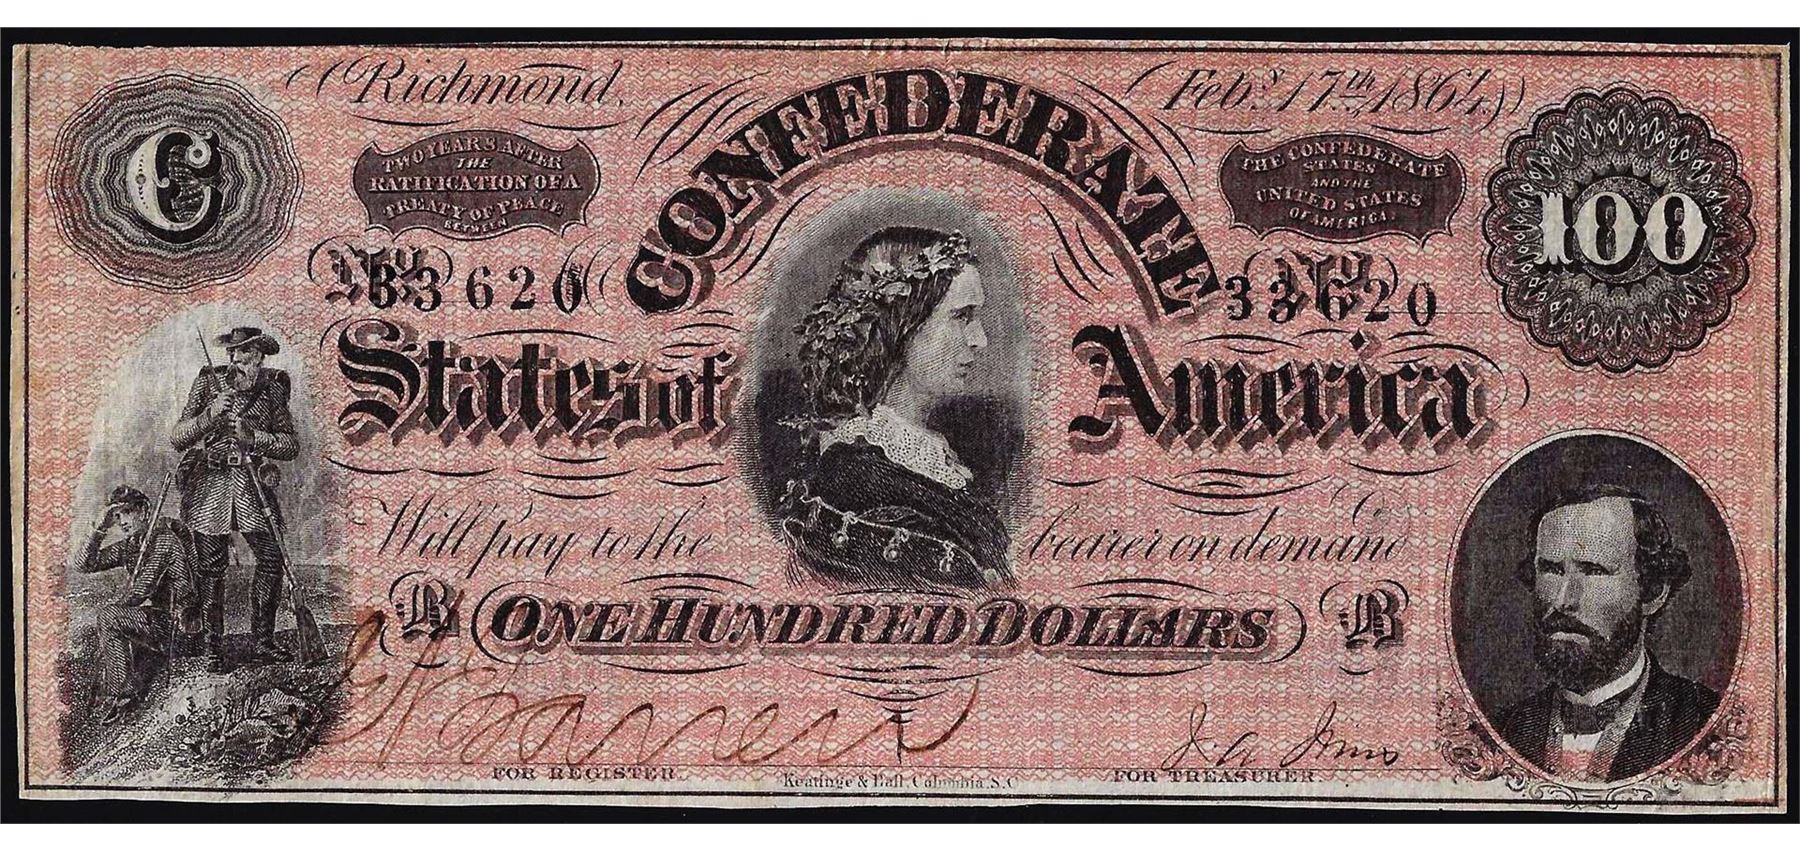 Richmond, Feby. 17th, 1864.
C
TWO YEARS AFTER
THE
RATIFICATION OF A
TREATY OF PEACE
BETWEEN
CONFEDERATE
THE CONFEDERATE
STATES
AND THE
UNITED STATES
OF AMERICA.
100
No 33620
No 33620
States of America
Will pay to the bearer on demand
B ONE HUNDRED DOLLARS B
J. A.
FOR REGISTER
Keatinge & Ball, Columbia, S.C.
FOR TREASURER.